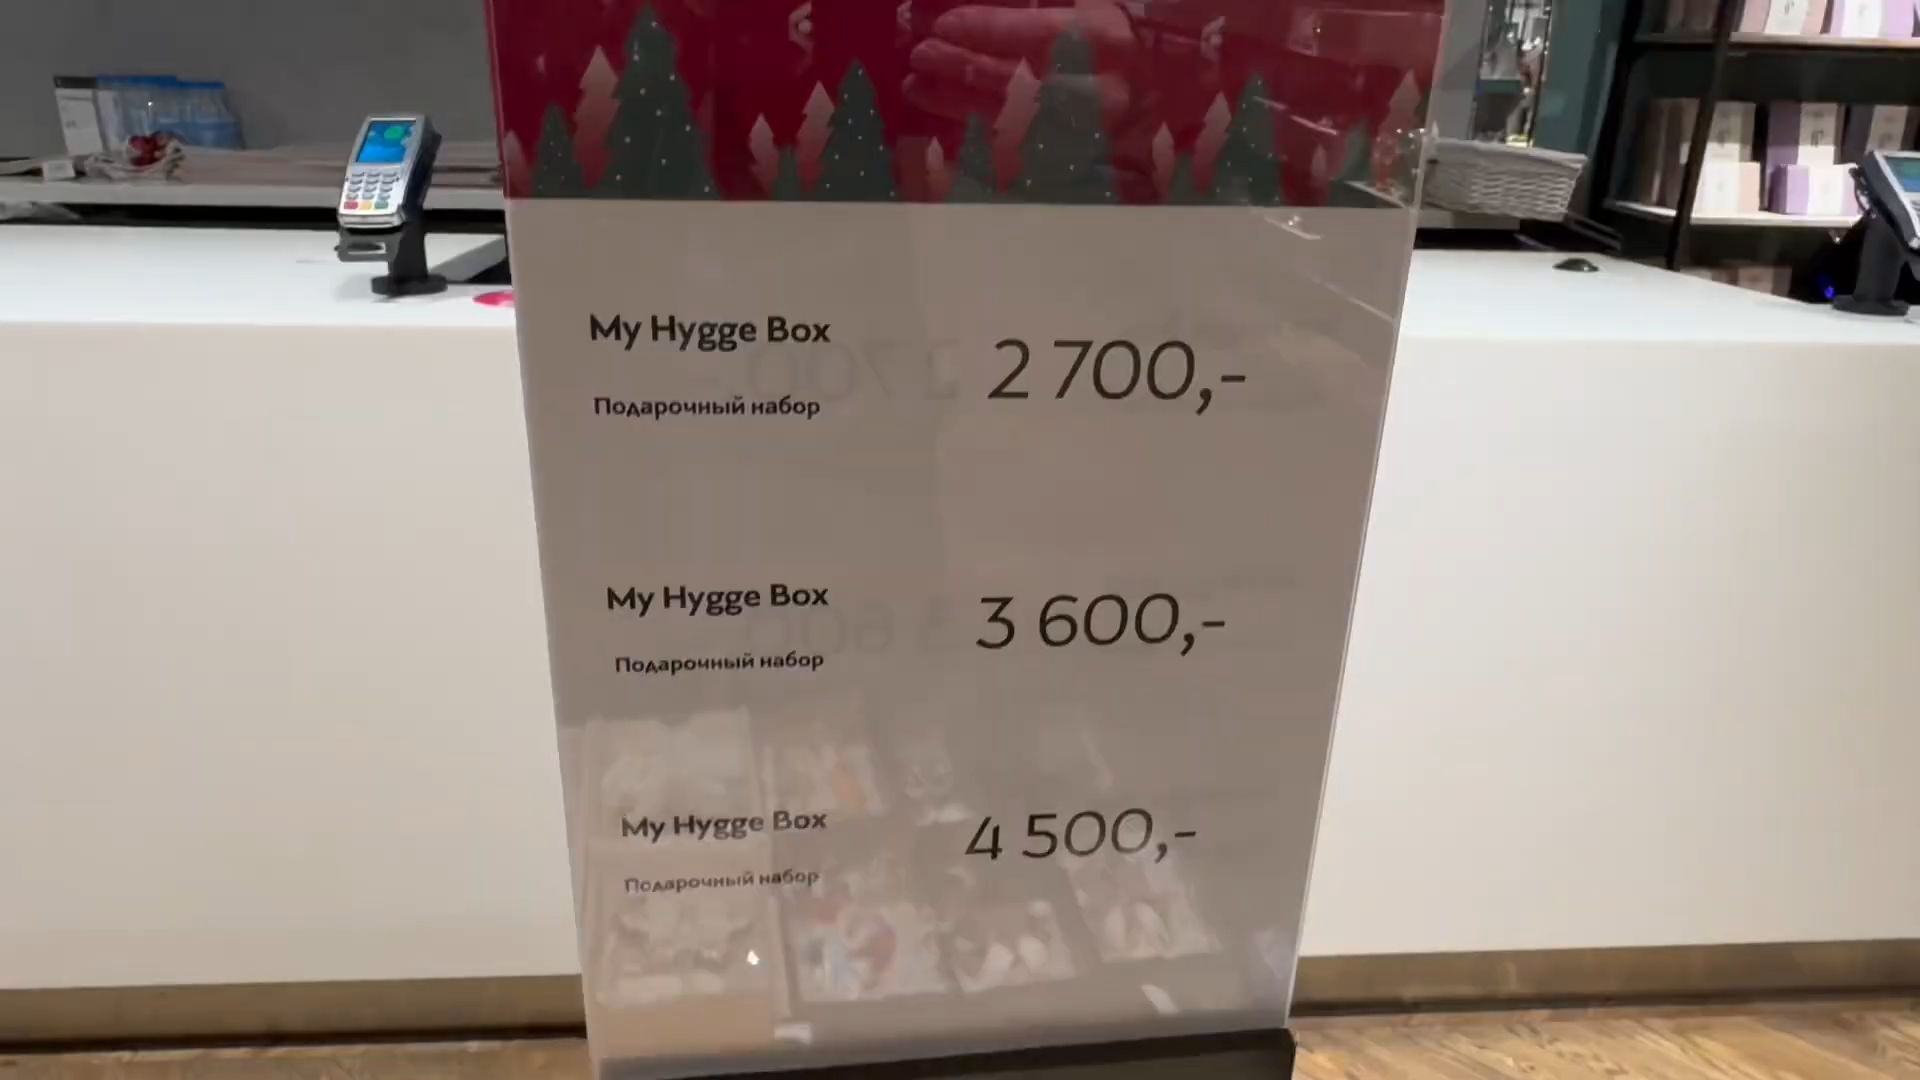 My Hygge Box
2 700,-
Подарочный набор
My Hygge Box
3 600,-
Подарочный набор
My Hygge Box
4 500,-
Подарочный набор